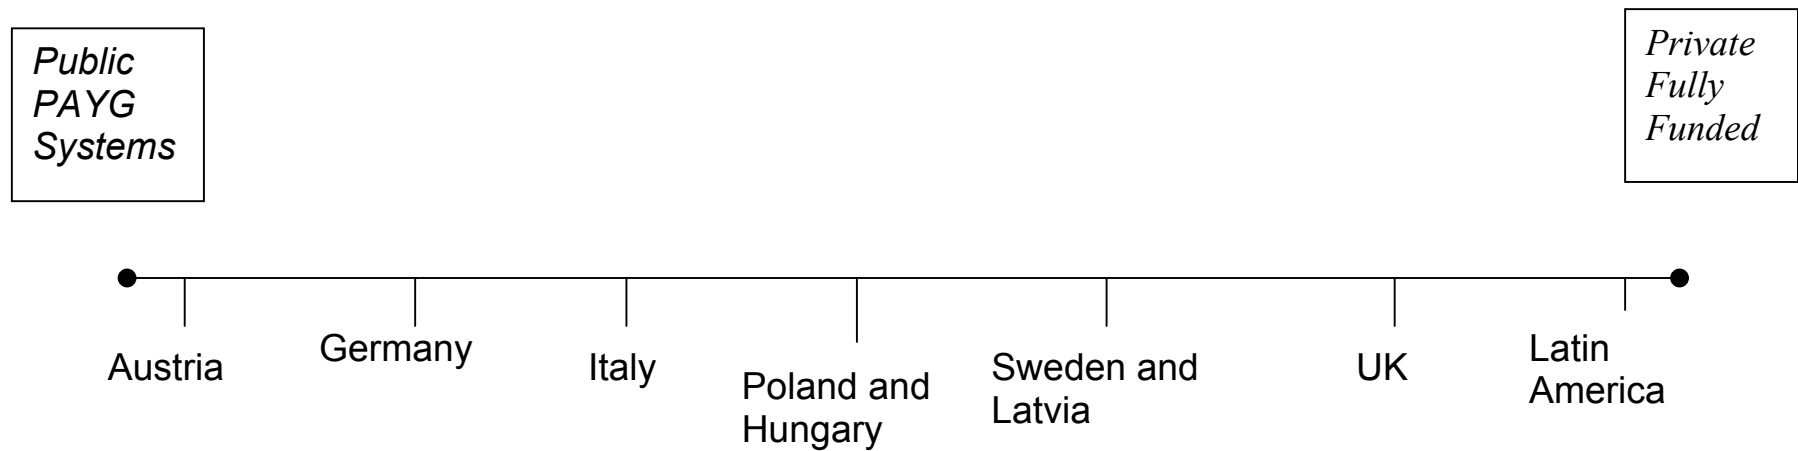 Public
PAYG
Systems
Private
Fully
Funded
Austria
Germany
Italy
Poland and
Hungary
Sweden and
Latvia
UK
Latin
America